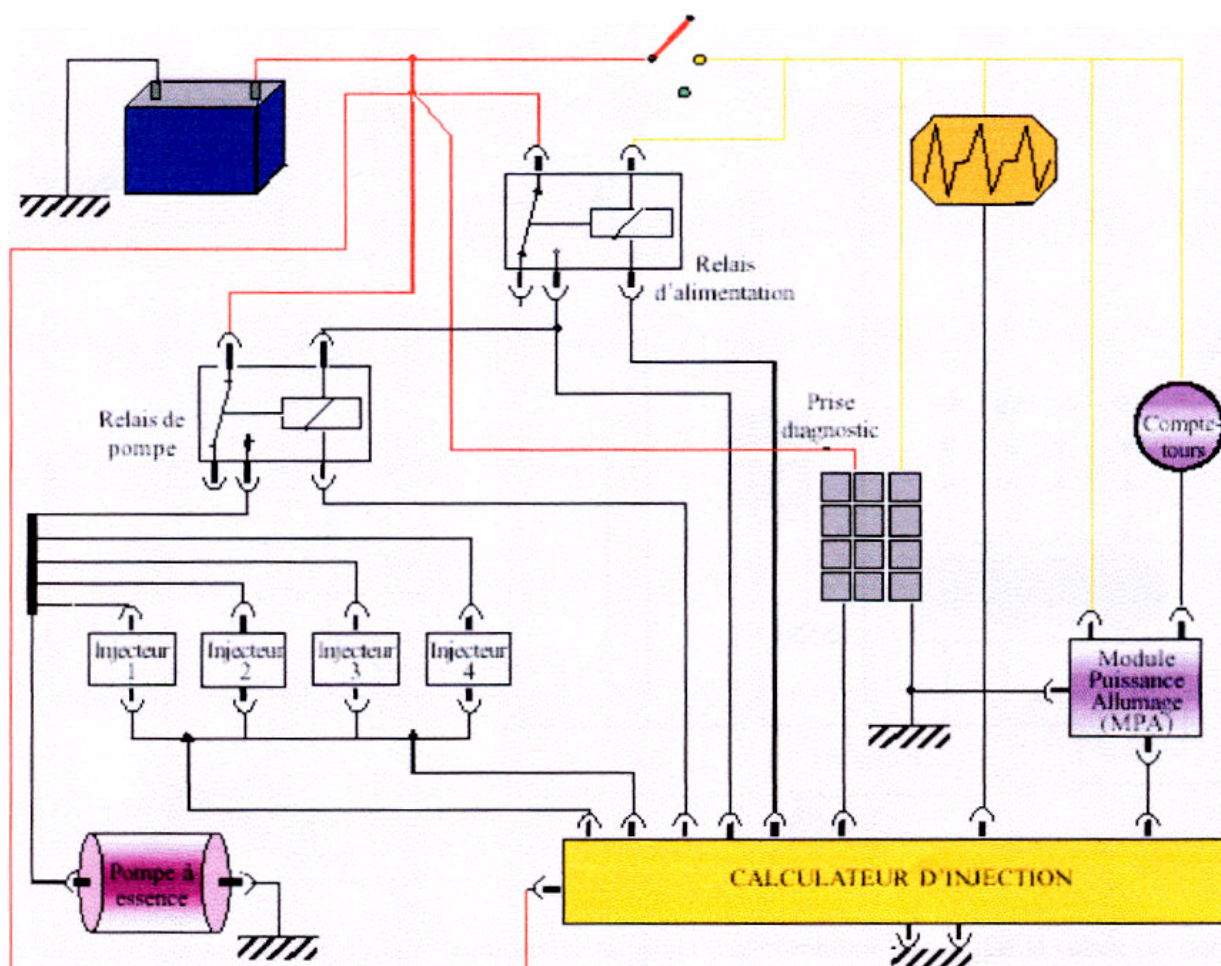 Relais
d'alimentation
Relais de
pompe
Prise
diagnostic
Compte-
tours
Injecteur
1
Injecteur
2
Injecteur
3
Injecteur
4
Module
Puissance
Allumage
(MPA)
Pompe à
essence
CALCULATEUR D'INJECTION